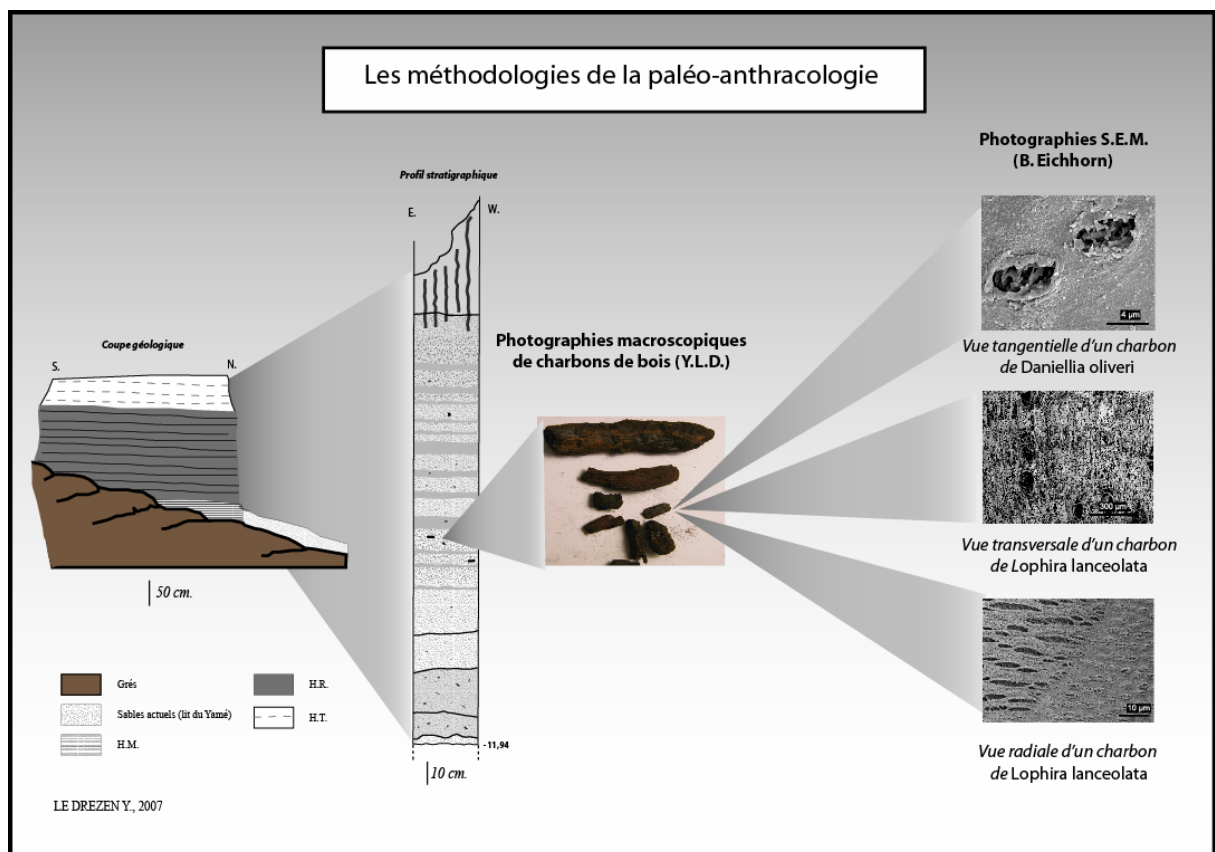 Les méthodologies de la paléo-anthracologie
Coupe géologique
S.
N.
50 cm.
Grés
Sables actuels (lit du Yamé)
H.M.
H.R.
H.T.
LE DREZEN Y., 2007
Profil stratigraphique
E.
W.
- 11,94
10 cm.
Photographies macroscopiques
de charbons de bois (Y.L.D.)
Photographies S.E.M.
(B. Eichhorn)
4 µm
Vue tangentielle d'un charbon
de Daniellia oliveri
300 µm
Vue transversale d'un charbon
de Lophira lanceolata
10 µm
Vue radiale d'un charbon
de Lophira lanceolata